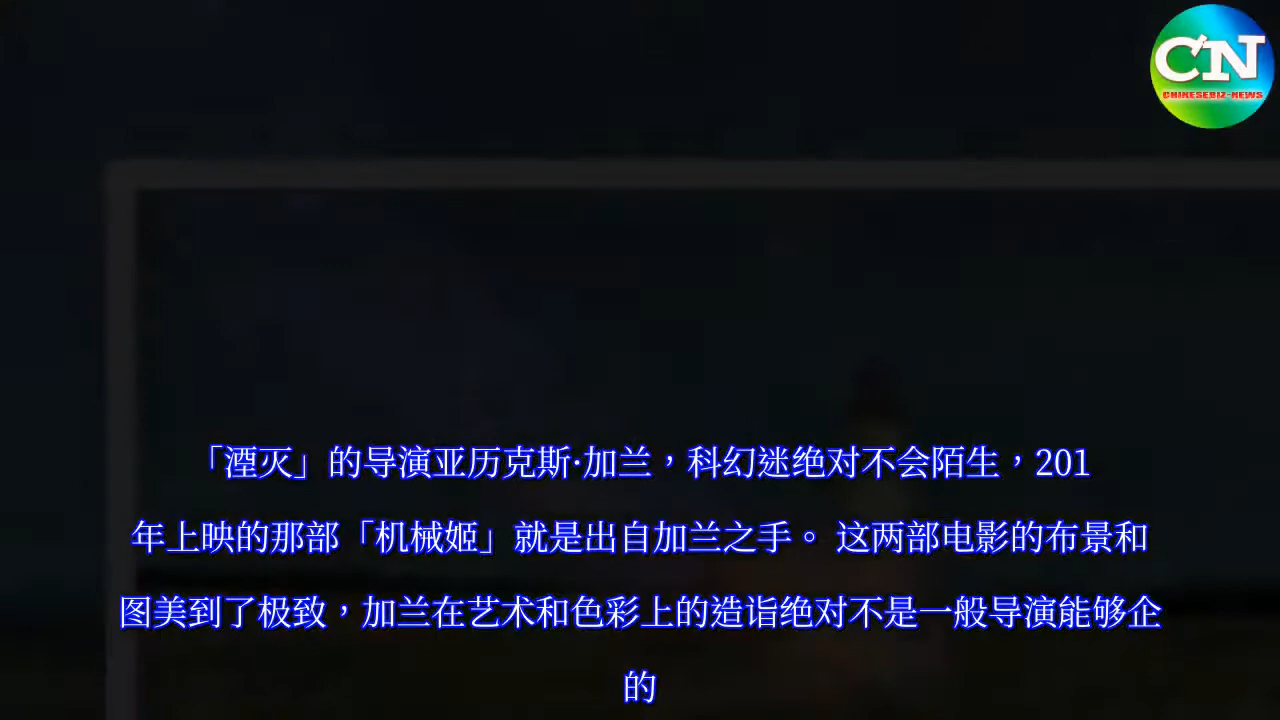 CN
CHINESEBIZ-NEWS
「湮灭」的导演亚历克斯·加兰，科幻迷绝对不会陌生，201
年上映的那部「机械姬」就是出自加兰之手。 这两部电影的布景和
图美到了极致，加兰在艺术和色彩上的造诣绝对不是一般导演能够企
的